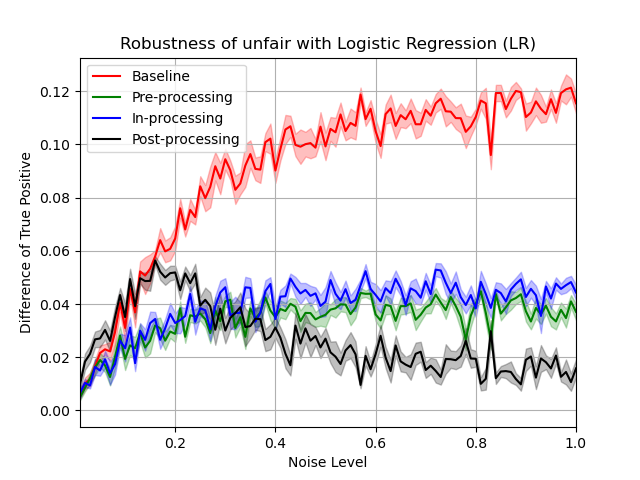 Robustness of unfair with Logistic Regression (LR)
Baseline
Pre-processing
In-processing
Post-processing
Difference of True Positive
0.12
0.10
0.08
0.06
0.04
0.02
0.00
0.2 0.4 0.6 0.8 1.0
Noise Level